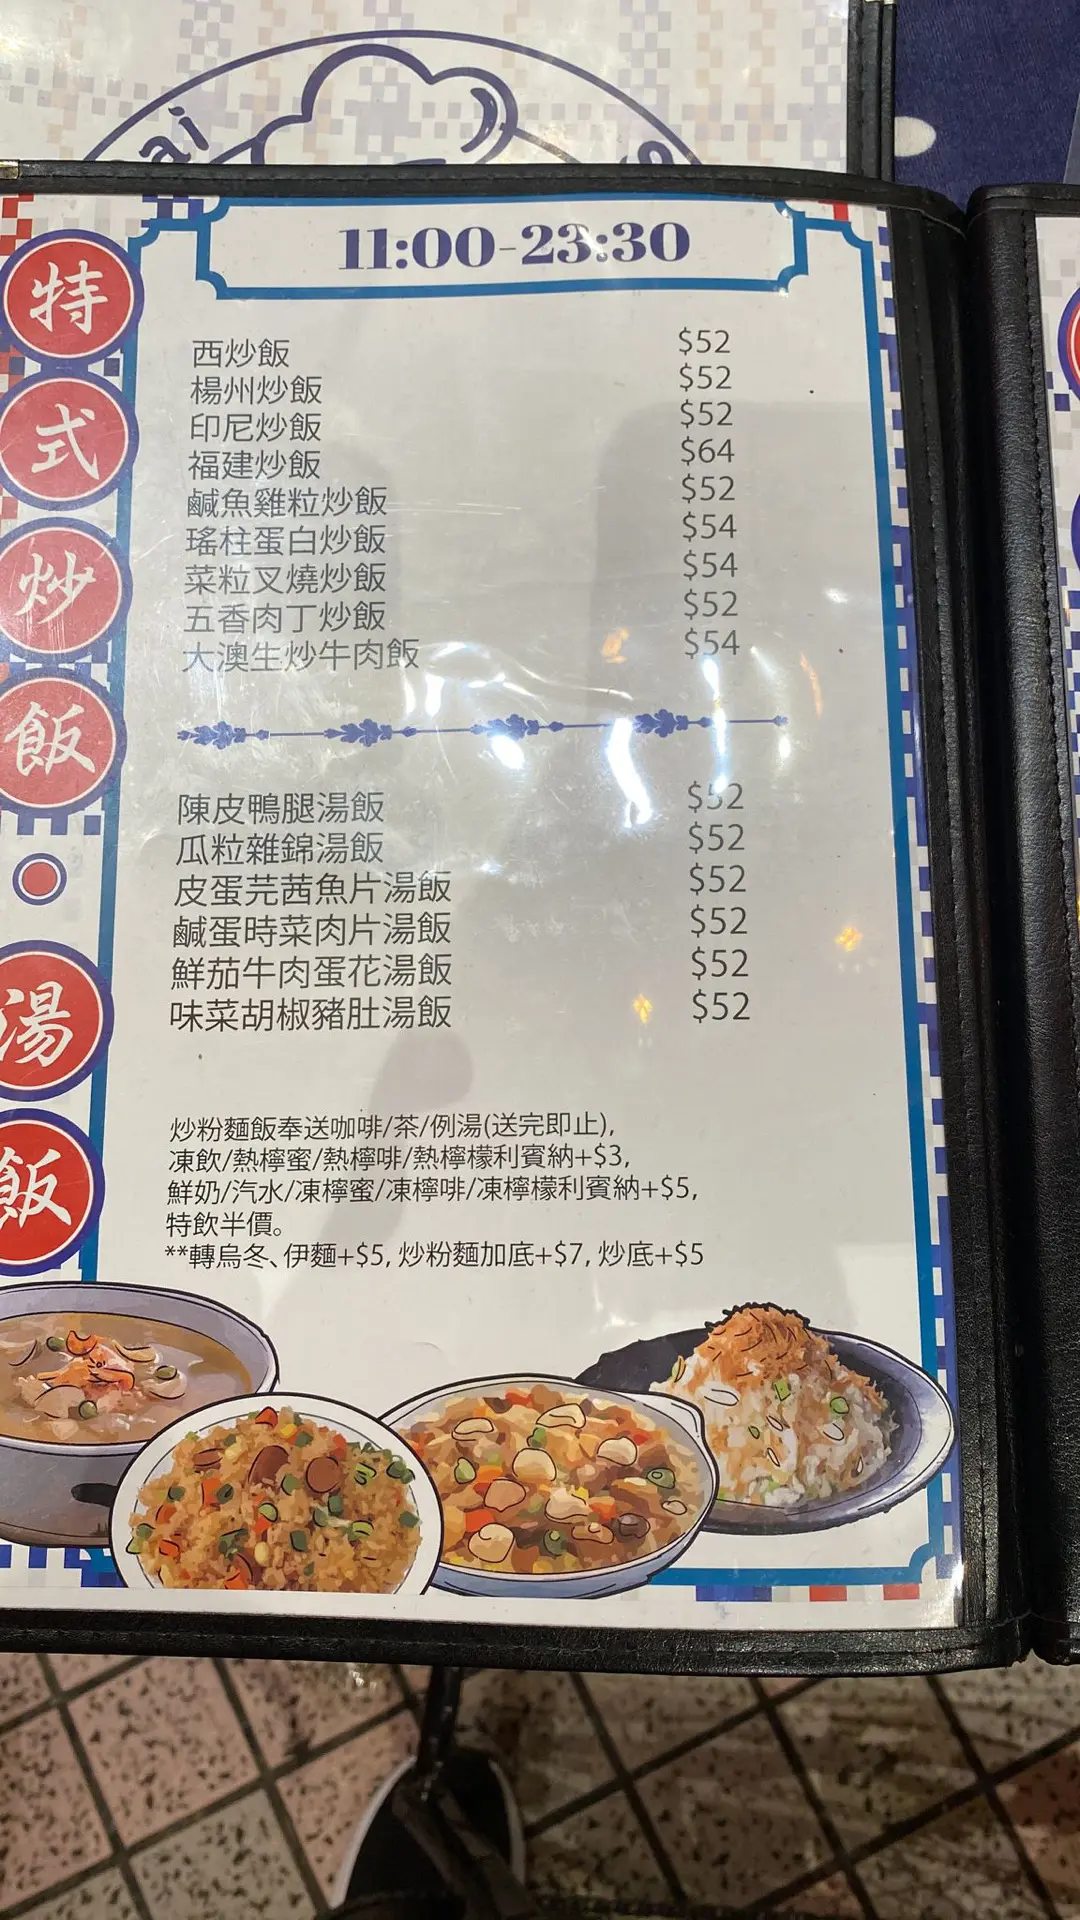 ai
11:00-23:30
特
式
炒
飯
湯
飯
西炒飯 $52
楊州炒飯 $52
印尼炒飯 $52
福建炒飯 $64
鹹魚雞粒炒飯 $52
瑤柱蛋白炒飯 $54
菜粒叉燒炒飯 $54
五香肉丁炒飯 $52
大澳生炒牛肉飯 $54
陳皮鴨腿湯飯 $52
瓜粒雜錦湯飯 $52
皮蛋芫茜魚片湯飯 $52
鹹蛋時菜肉片湯飯 $52
鮮茄牛肉蛋花湯飯 $52
味菜胡椒豬肚湯飯 $52
炒粉麵飯奉送咖啡/茶/例湯(送完即止),
凍飲/熱檸蜜/熱檸啡/熱檸檬利賓納+$3,
鮮奶/汽水/凍檸蜜/凍檸啡/凍檸檬利賓納+$5,
特飲半價。
**轉烏冬、伊麵+$5, 炒粉麵加底+$7, 炒底+$5